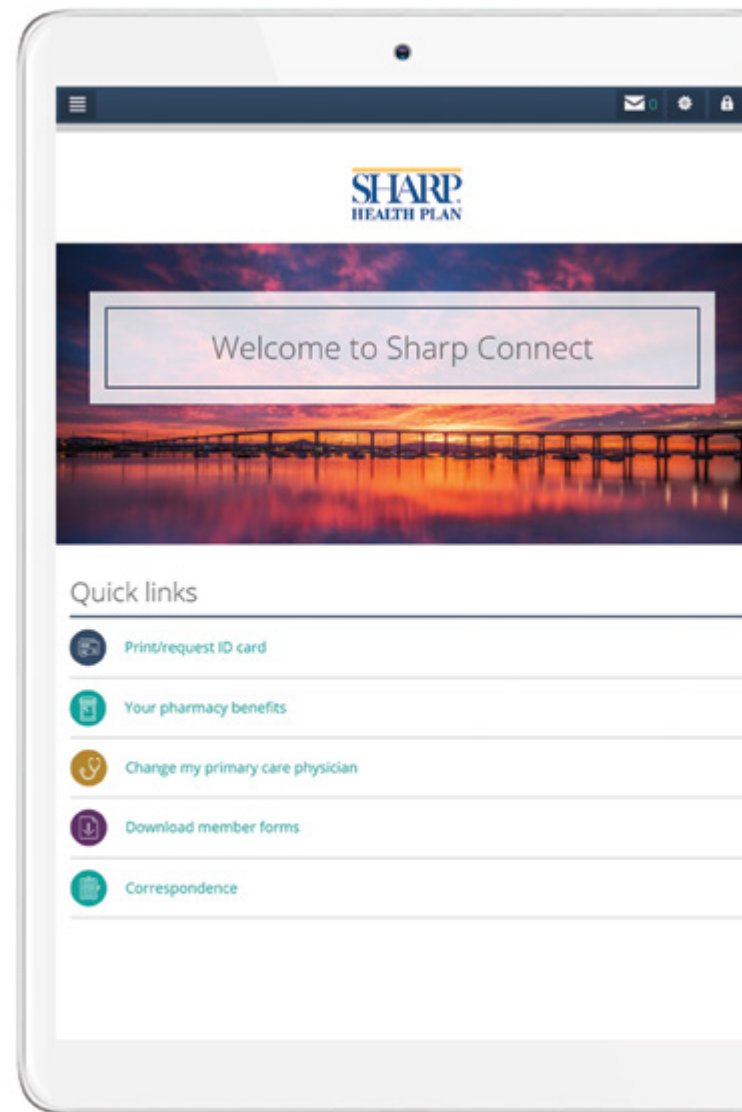 0
SHARP
HEALTH PLAN
Welcome to Sharp Connect
Quick links
Print/request ID card
Your pharmacy benefits
Change my primary care physician
Download member forms
Correspondence